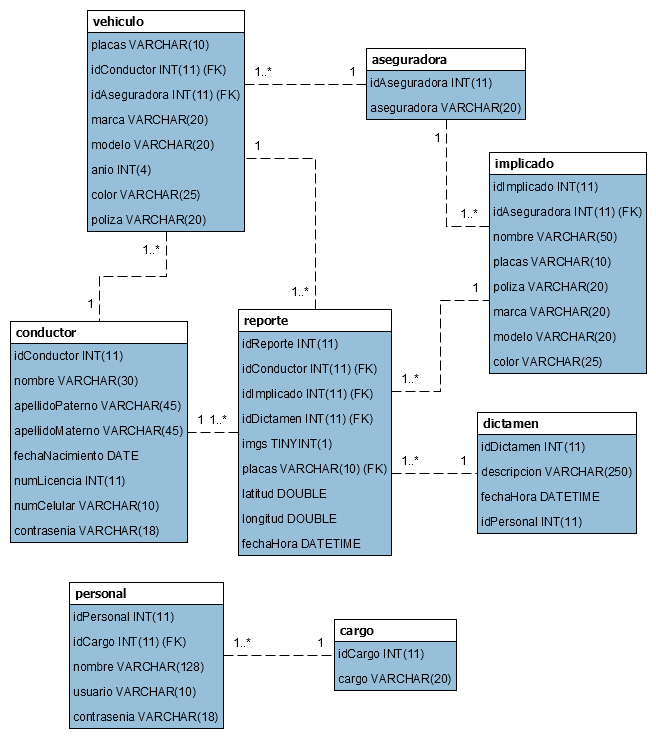 vehiculo
placas VARCHAR(10)
idConductor INT(11) (FK)
idAseguradora INT(11) (FK)
marca VARCHAR(20)
modelo VARCHAR(20)
anio INT(4)
color VARCHAR(25)
poliza VARCHAR(20)
1..*
1
aseguradora
idAseguradora INT(11)
aseguradora VARCHAR(20)
1
1..*
implicado
idImplicado INT(11)
idAseguradora INT(11) (FK)
nombre VARCHAR(50)
placas VARCHAR(10)
poliza VARCHAR(20)
marca VARCHAR(20)
modelo VARCHAR(20)
color VARCHAR(25)
1
1..*
1..*
1
conductor
idConductor INT(11)
nombre VARCHAR(30)
apellidoPaterno VARCHAR(45)
apellidoMaterno VARCHAR(45)
fechaNacimiento DATE
numLicencia INT(11)
numCelular VARCHAR(10)
contrasenia VARCHAR(18)
1 1..*
reporte
idReporte INT(11)
idConductor INT(11) (FK)
idImplicado INT(11) (FK)
idDictamen INT(11) (FK)
imgs TINYINT(1)
placas VARCHAR(10) (FK)
latitud DOUBLE
longitud DOUBLE
fechaHora DATETIME
1
1..*
1..*
1
dictamen
idDictamen INT(11)
descripcion VARCHAR(250)
fechaHora DATETIME
idPersonal INT(11)
personal
idPersonal INT(11)
idCargo INT(11) (FK)
nombre VARCHAR(128)
usuario VARCHAR(10)
contrasenia VARCHAR(18)
1..*
1
cargo
idCargo INT(11)
cargo VARCHAR(20)